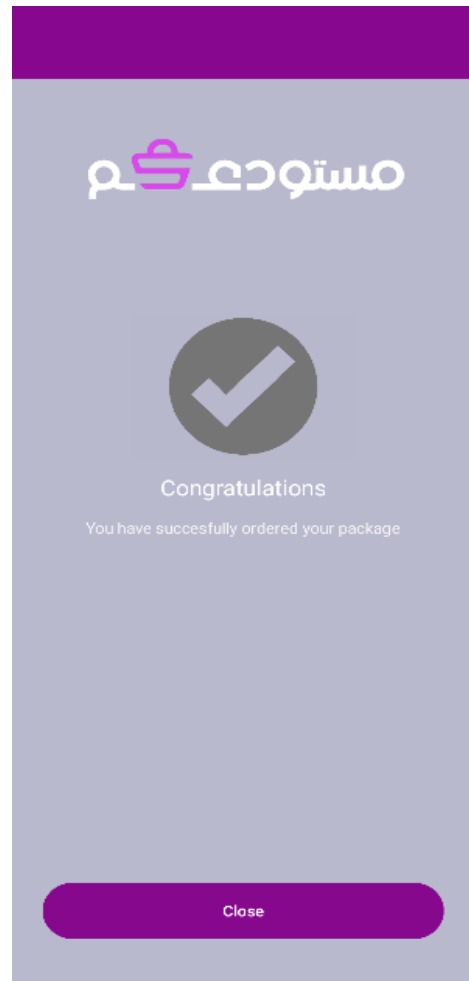 مستودعكم
Congratulations
You have succesfully ordered your package
Close